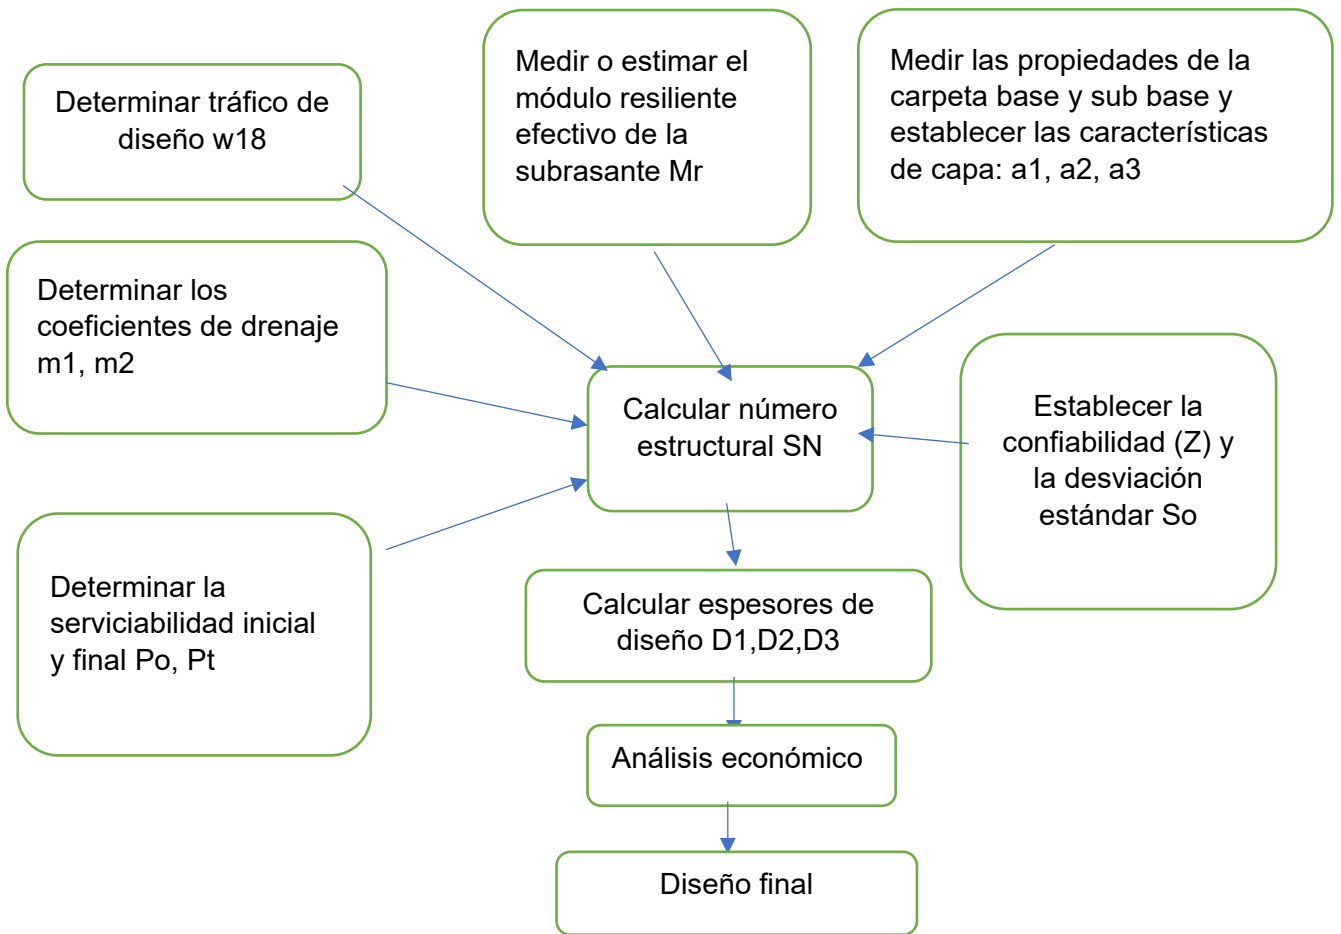 Determinar tráfico de
diseño w18
Medir o estimar el
módulo resiliente
efectivo de la
subrasante Mr
Medir las propiedades de la
carpeta base y sub base y
establecer las características
de capa: a1, a2, a3
Determinar los
coeficientes de drenaje
m1, m2
Calcular número
estructural SN
Establecer la
confiabilidad (Z) y
la desviación
estándar So
Determinar la
serviciabilidad inicial
y final Po, Pt
Calcular espesores de
diseño D1,D2,D3
Análisis económico
Diseño final